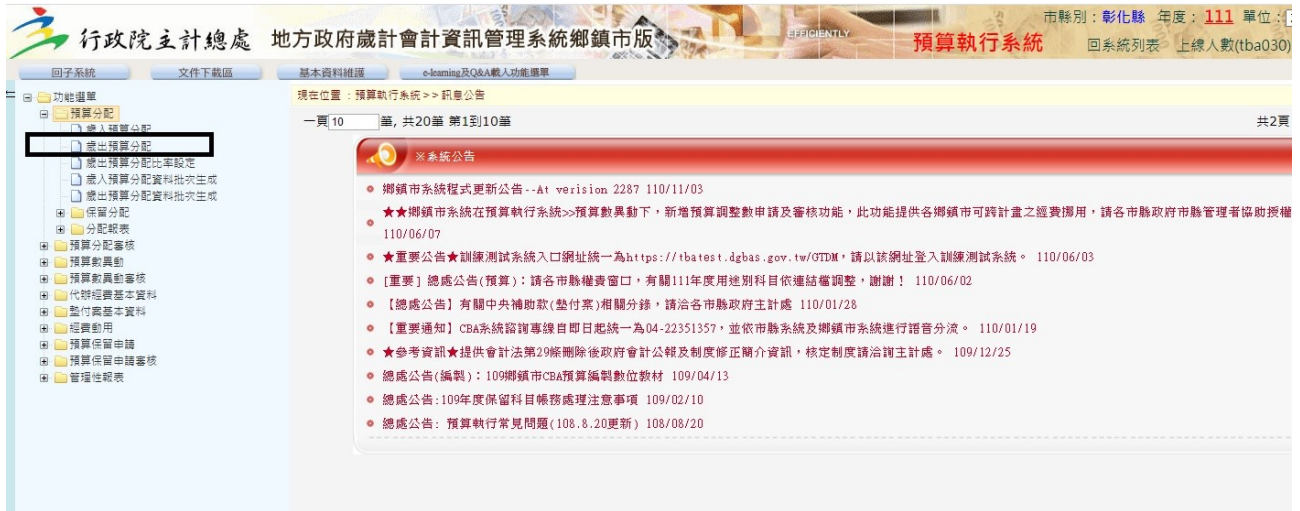 行政院主計總處 地方政府歲計會計資訊管理系統鄉鎮市版
EFFICIENTLY
市縣別：彰化縣 年度：111 單位：
預算執行系統 回系統列表 上線人數(tba030)
回子系統 文件下載區 基本資料維護 e-learning及Q&A載入功能選單
功能選單
預算分配
歲入預算分配
歲出預算分配
歲出預算分配比率設定
歲入預算分配資料批次生成
歲出預算分配資料批次生成
保留分配
分配報表
預算分配審核
預算數異動
預算數異動審核
代辦經費基本資料
墊付案基本資料
經費動用
預算保留申請
預算保留申請審核
管理性報表
現在位置：預算執行系統>>訊息公告
一頁10 筆, 共20筆 第1到10筆 共2頁
※系統公告
鄉鎮市系統程式更新公告--At verision 2287 110/11/03
★★鄉鎮市系統在預算執行系統>>預算數異動下，新增預算調整數申請及審核功能，此功能提供各鄉鎮市可跨計畫之經費挪用，請各市縣政府市縣管理者協助授權
110/06/07
★重要公告★訓練測試系統入口網址統一為https://tbatest.dgbas.gov.tw/GTDM，請以該網址登入訓練測試系統。 110/06/03
[重要] 總處公告(預算)：請各市縣權責窗口，有關111年度用途別科目依連結檔調整，謝謝！ 110/06/02
【總處公告】有關中央補助款(墊付案)相關分錄，請洽各市縣政府主計處 110/01/28
【重要通知】CBA系統諮詢專線自即日起統一為04-22351357，並依市縣系統及鄉鎮市系統進行語音分流。 110/01/19
★參考資訊★提供會計法第29條刪除後政府會計公報及制度修正簡介資訊，核定制度請洽詢主計處。 109/12/25
總處公告(編製)：109鄉鎮市CBA預算編製數位教材 109/04/13
總處公告:109年度保留科目帳務處理注意事項 109/02/10
總處公告: 預算執行常見問題(108.8.20更新) 108/08/20